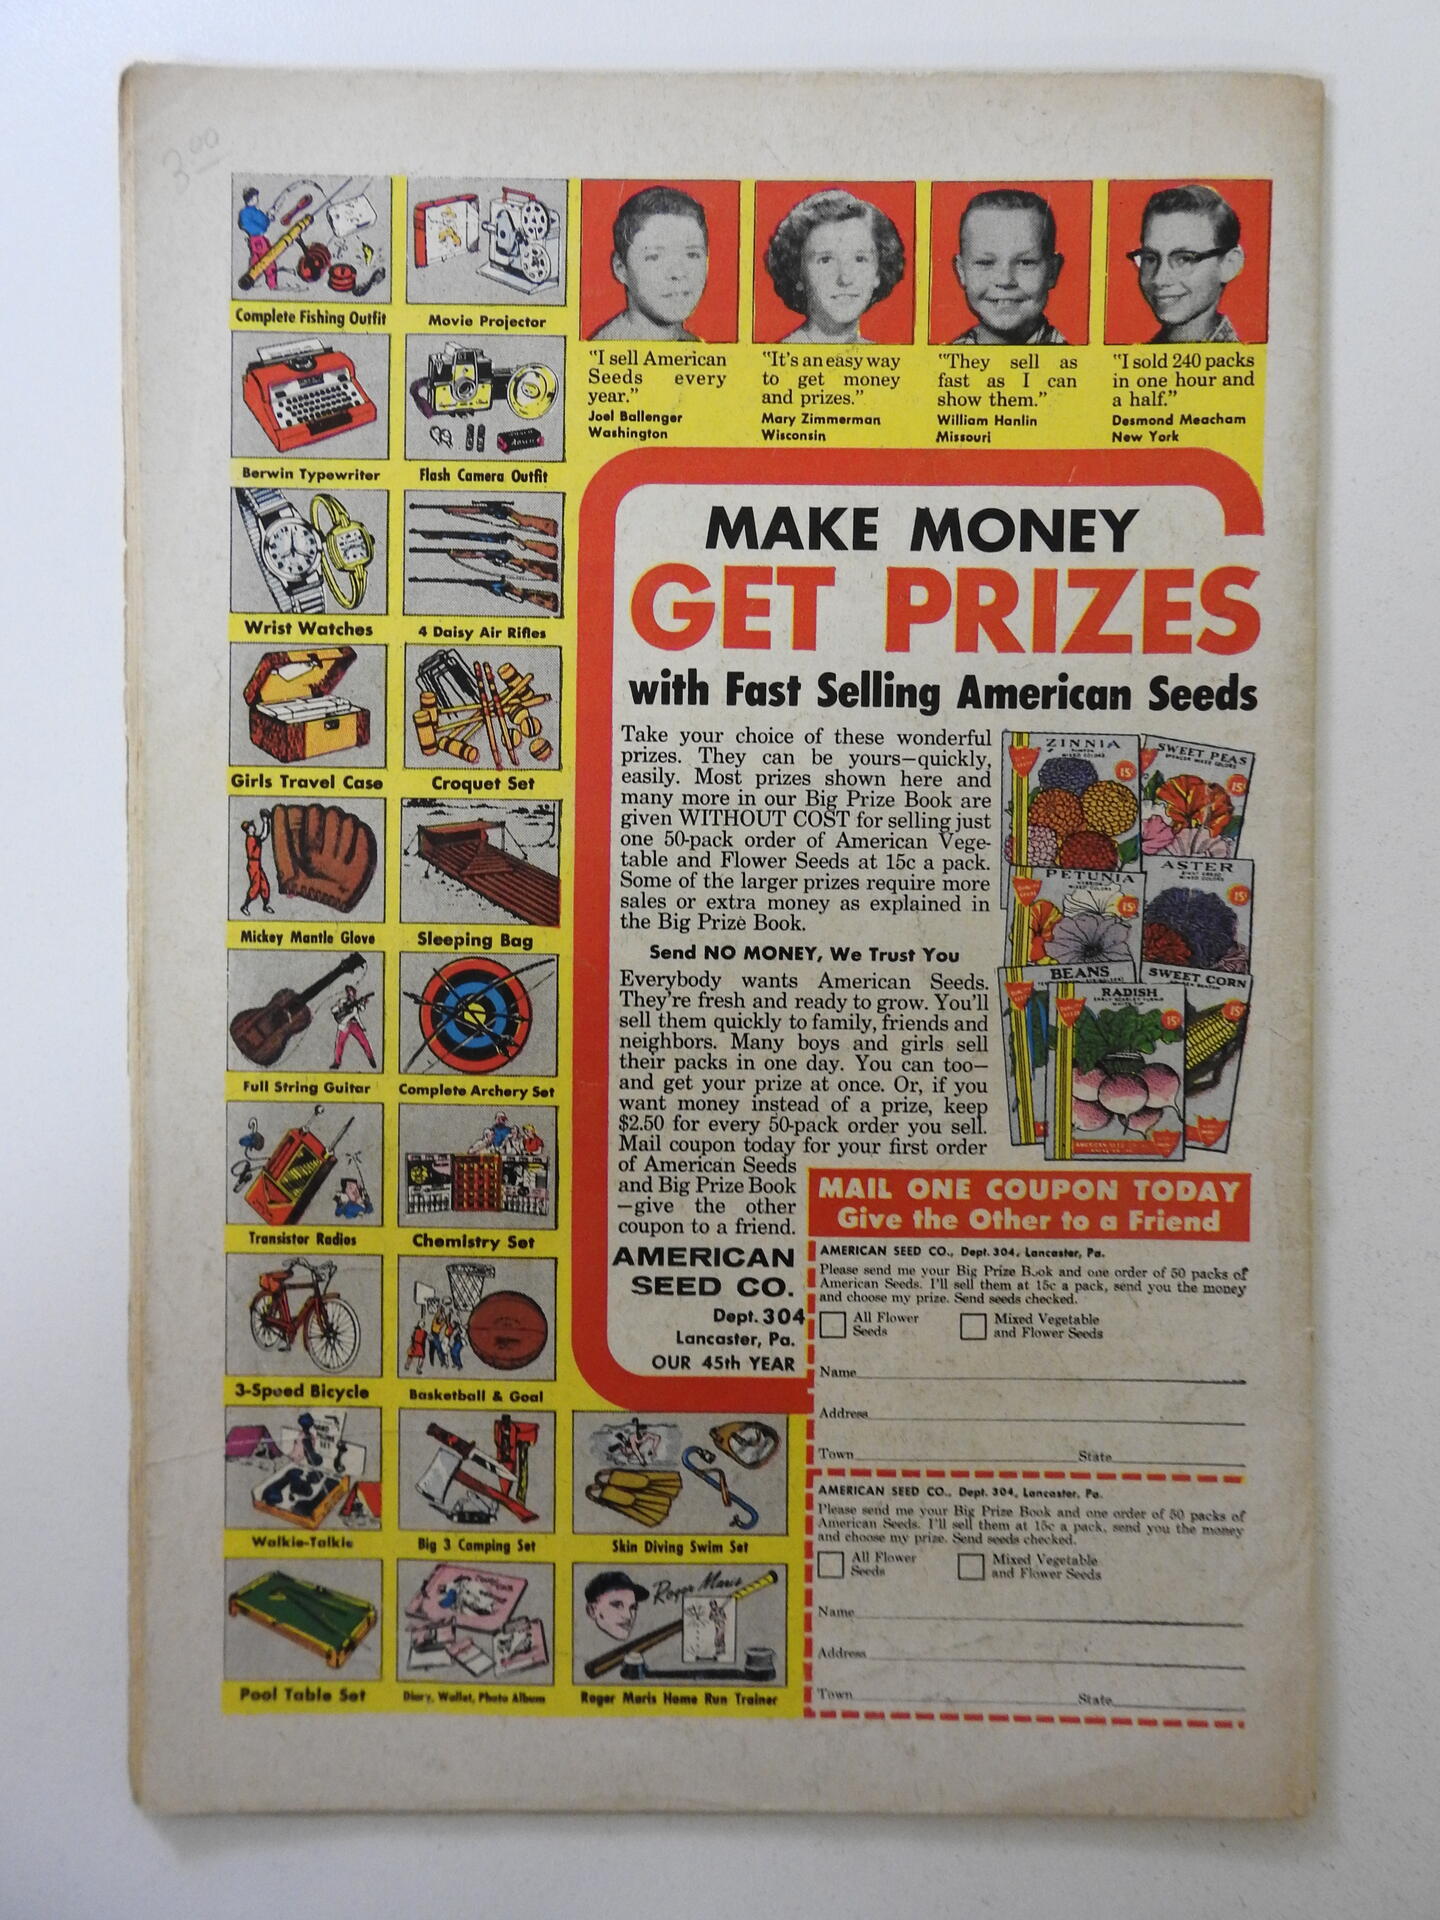 3.00
Complete Fishing Outfit
Movie Projector
Berwin Typewriter
Flash Camera Outfit
Wrist Watches
4 Daisy Air Rifles
Girls Travel Case
Croquet Set
Mickey Mantle Glove
Sleeping Bag
Full String Guitar
Complete Archery Set
Transistor Radios
Chemistry Set
3-Speed Bicycle
Basketball & Goal
Walkie-Talkie
Big 3 Camping Set
Skin Diving Swim Set
Pool Table Set
Diary, Wallet, Photo Album
Roger Maris
Roger Maris Home Run Trainer
"I sell American
Seeds every
year."
Joel Ballenger
Washington
"It's an easy way
to get money
and prizes."
Mary Zimmerman
Wisconsin
"They sell as
fast as I can
show them."
William Hanlin
Missouri
"I sold 240 packs
in one hour and
a half."
Desmond Meacham
New York
MAKE MONEY
GET PRIZES
with Fast Selling American Seeds
Take your choice of these wonderful
prizes. They can be yours—quickly,
easily. Most prizes shown here and
many more in our Big Prize Book are
given WITHOUT COST for selling just
one 50-pack order of American Vege-
table and Flower Seeds at 15c a pack.
Some of the larger prizes require more
sales or extra money as explained in
the Big Prize Book.
Send NO MONEY, We Trust You
Everybody wants American Seeds.
They're fresh and ready to grow. You'll
sell them quickly to family, friends and
neighbors. Many boys and girls sell
their packs in one day. You can too—
and get your prize at once. Or, if you
want money instead of a prize, keep
$2.50 for every 50-pack order you sell.
Mail coupon today for your first order
of American Seeds
and Big Prize Book
—give the other
coupon to a friend.
AMERICAN
SEED CO.
Dept. 304
Lancaster, Pa.
OUR 45th YEAR
ZINNIA
MIXED COLORS
15¢
SWEET PEAS
SPENCER MIXED COLORS
15¢
PETUNIA
MIXED COLORS
15¢
ASTER
MIXED COLORS
15¢
BEANS
SWEET CORN
15¢
RADISH
EARLY SCARLET TURNIP
WHITE TIP
15¢
MAIL ONE COUPON TODAY
Give the Other to a Friend
AMERICAN SEED CO., Dept. 304, Lancaster, Pa.
Please send me your Big Prize Book and one order of 50 packs of
American Seeds. I'll sell them at 15c a pack, send you the money
and choose my prize. Send seeds checked.
All Flower
Seeds
Mixed Vegetable
and Flower Seeds
Name
Address
Town State
AMERICAN SEED CO., Dept. 304, Lancaster, Pa.
Please send me your Big Prize Book and one order of 50 packs of
American Seeds. I'll sell them at 15c a pack, send you the money
and choose my prize. Send seeds checked.
All Flower
Seeds
Mixed Vegetable
and Flower Seeds
Name
Address
Town State